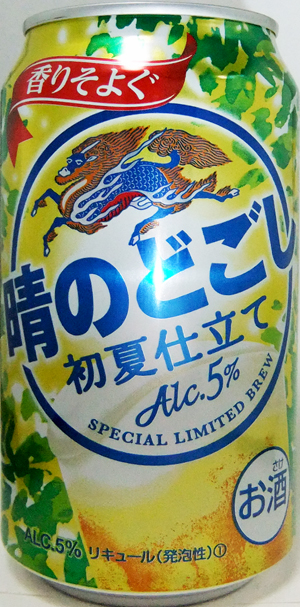 香りそよぐ
晴のどごし
初夏仕立て
Alc.5%
SPECIAL LIMITED BREW
さけ
お酒
ALC.5% リキュール(発泡性)①